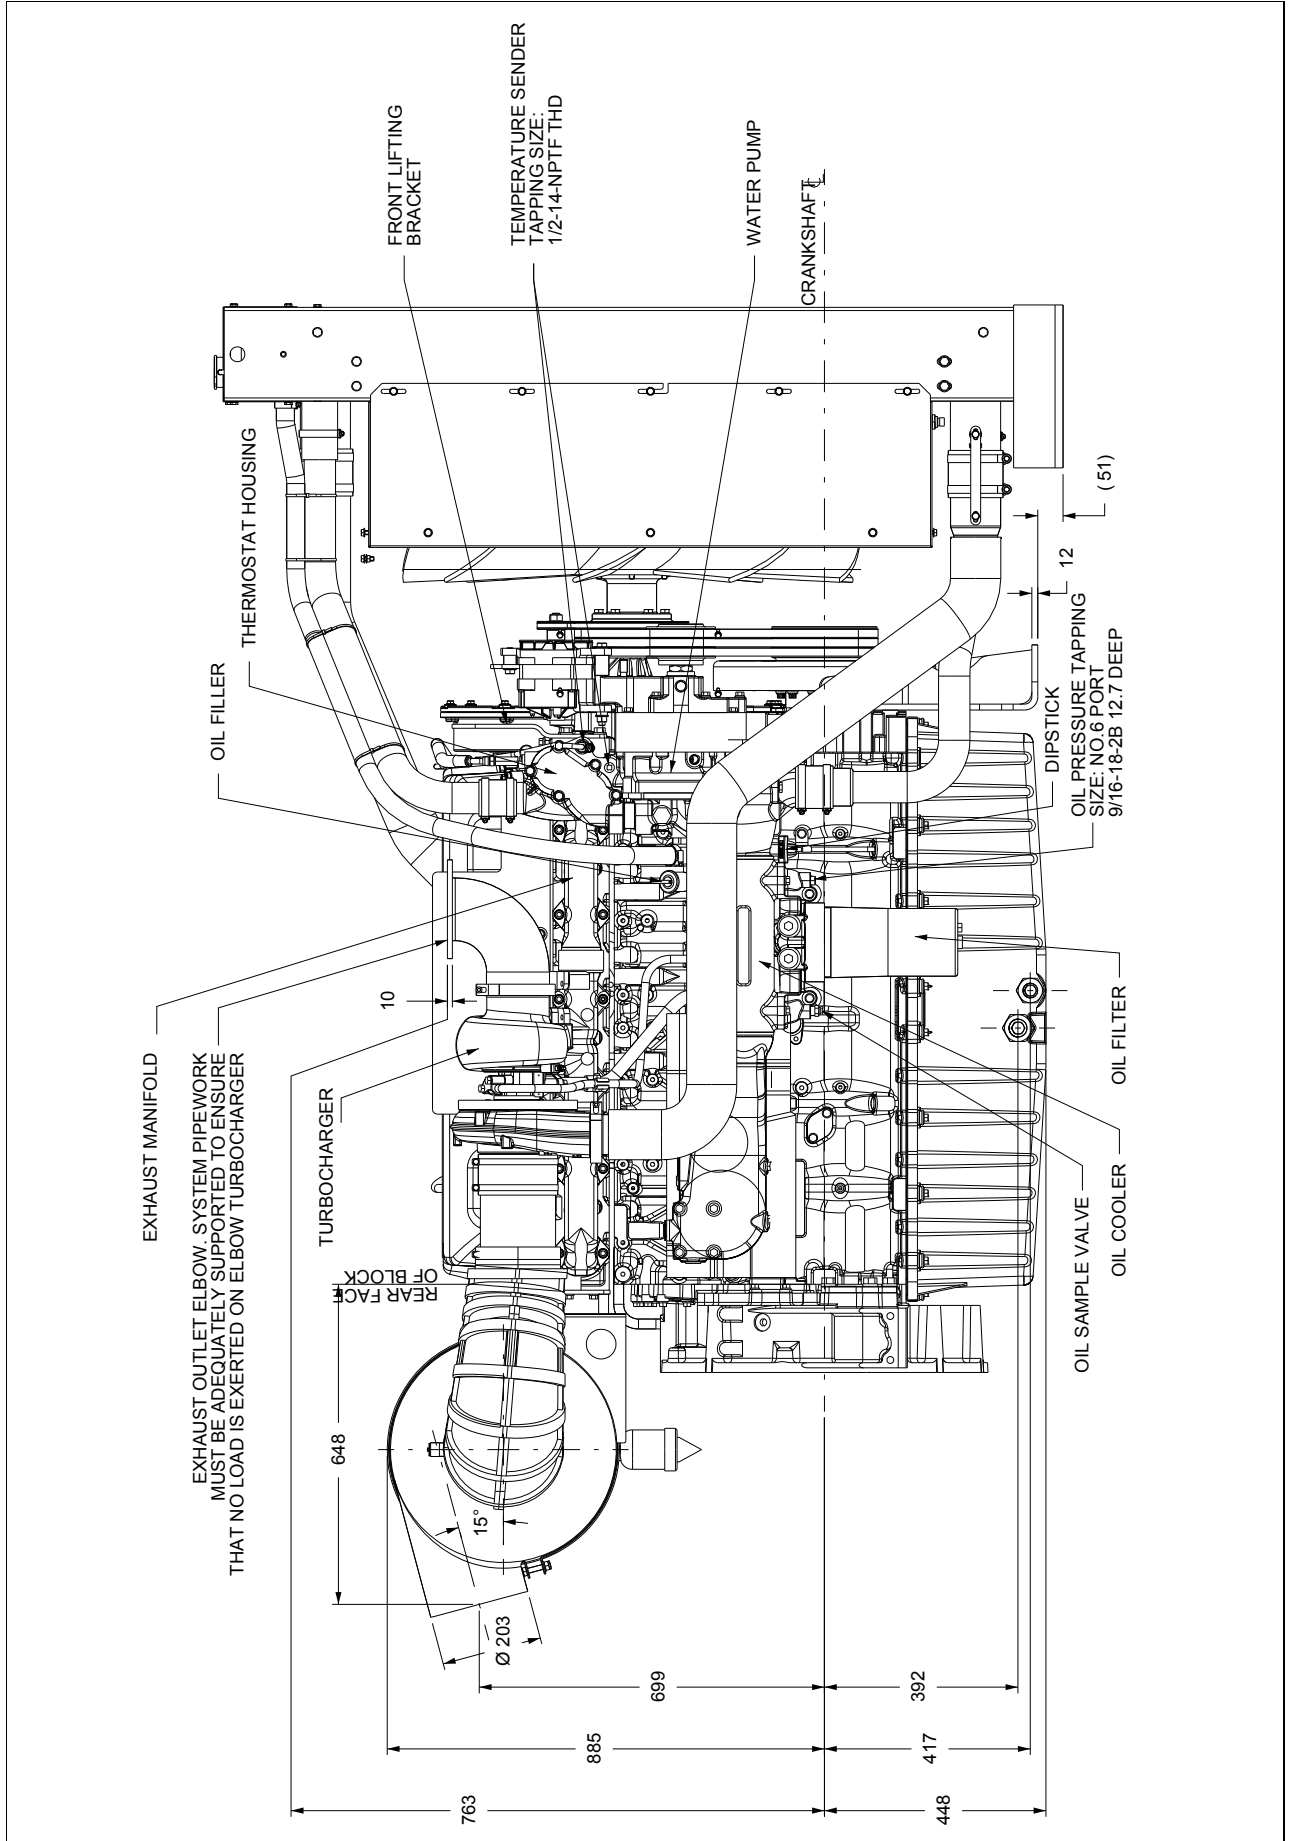 FRONT LIFTING
BRACKET
TEMPERATURE SENDER
TAPPING SIZE:
1/2-14-NPTF THD
WATER PUMP
CRANKSHAFT
THERMOSTAT HOUSING
OIL FILLER
(51)
12
DIPSTICK
OIL PRESSURE TAPPING
SIZE: NO.6 PORT
9/16-18-2B 12.7 DEEP
EXHAUST MANIFOLD
EXHAUST OUTLET ELBOW. SYSTEM PIPEWORK
MUST BE ADEQUATELY SUPPORTED TO ENSURE
THAT NO LOAD IS EXERTED ON ELBOW TURBOCHARGER
10
TURBOCHARGER
OIL FILTER
OIL COOLER
OIL SAMPLE VALVE
REAR FACE
OF BLOCK
648
15°
Ø 203
699
392
885
417
763
448